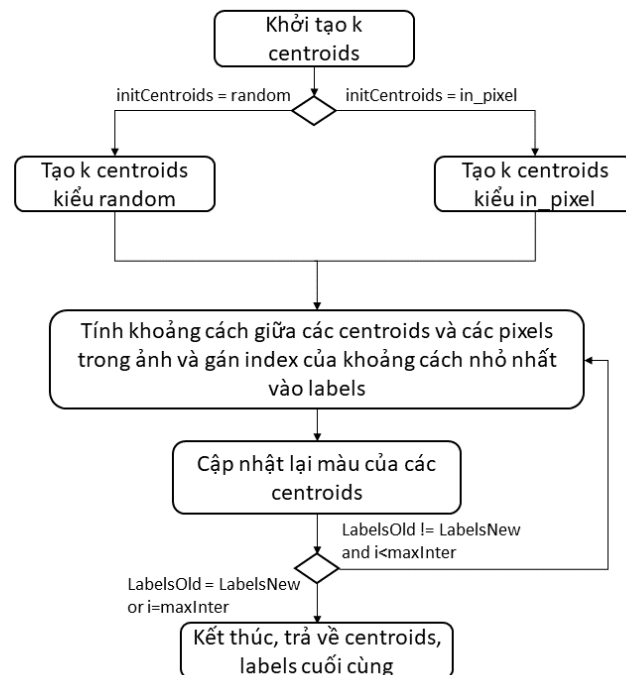 Khởi tạo k
centroids
initCentroids = random
initCentroids = in_pixel
Tạo k centroids
kiểu random
Tạo k centroids
kiểu in_pixel
Tính khoảng cách giữa các centroids và các pixels
trong ảnh và gán index của khoảng cách nhỏ nhất
vào labels
Cập nhật lại màu của các
centroids
LabelsOld != LabelsNew
and i<maxInter
LabelsOld = LabelsNew
or i=maxInter
Kết thúc, trả về centroids,
labels cuối cùng